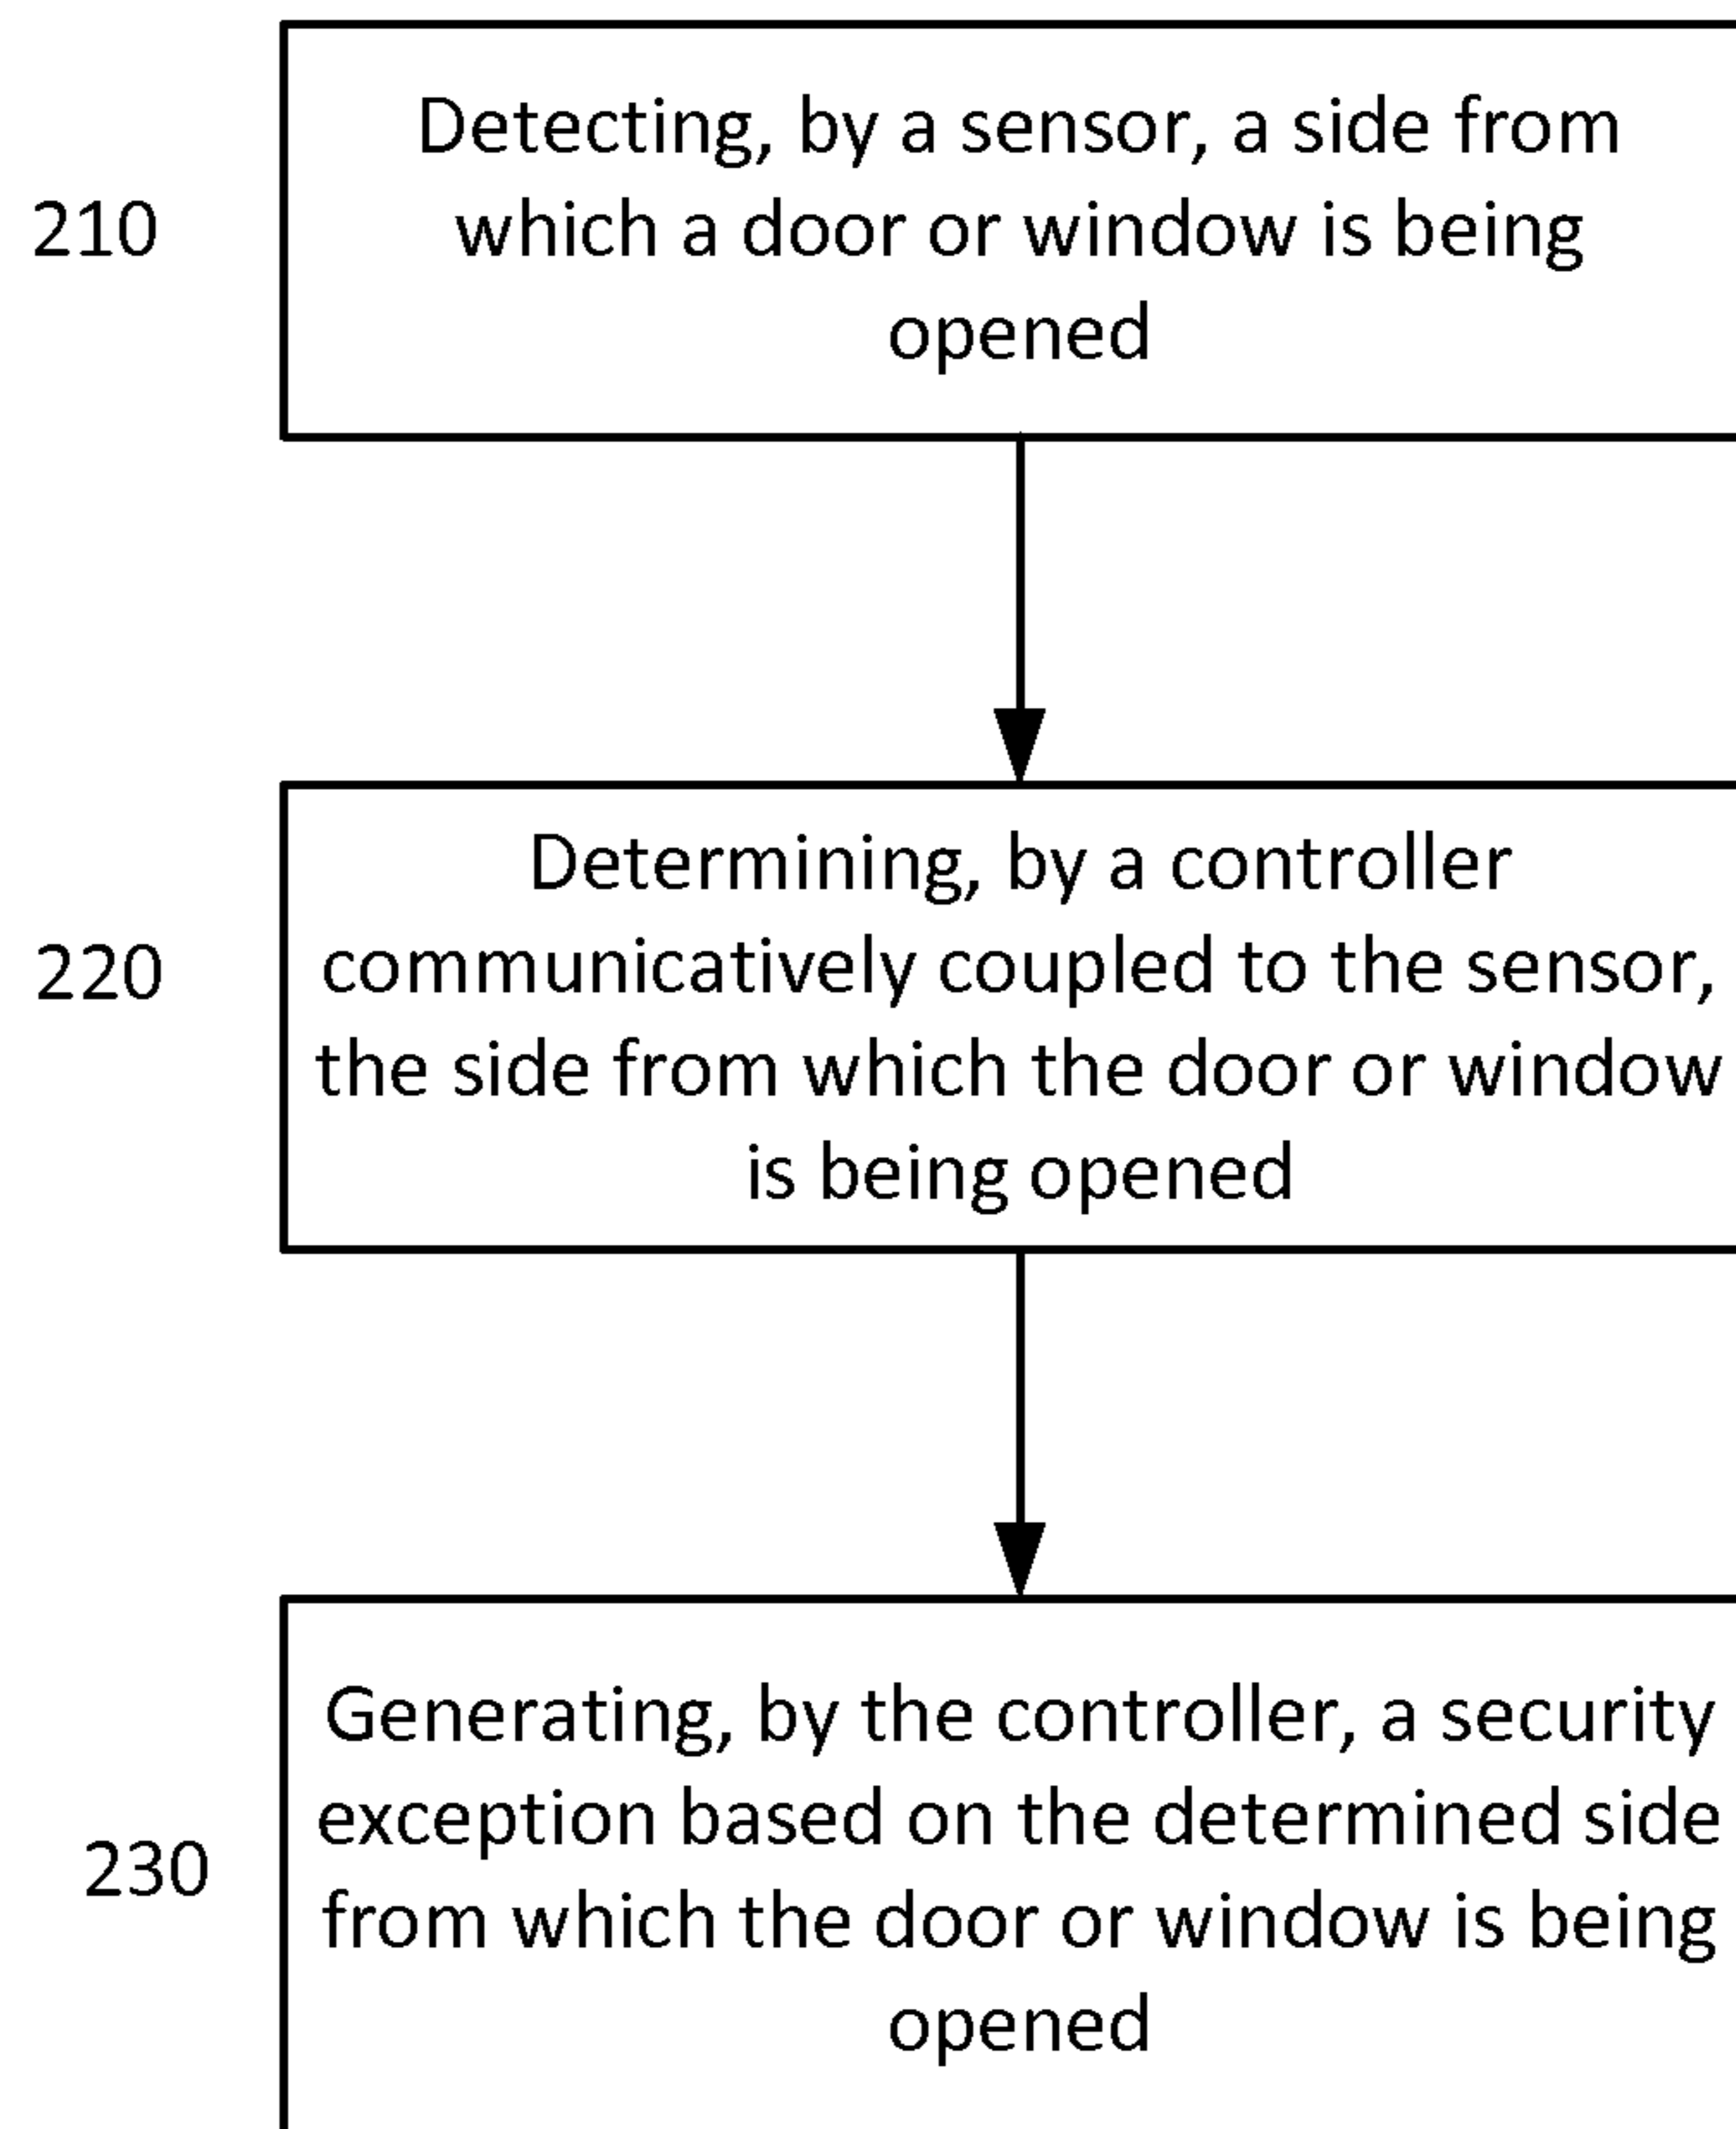 Detecting, by a sensor, a side from
210
which a door or window is being
opened
Determining, by a controller
220
communicatively coupled to the sensor,
the side from which the door or window
is being opened
Generating, by the controller, a security
exception based on the determined side
230
from which the door or window is being
opened